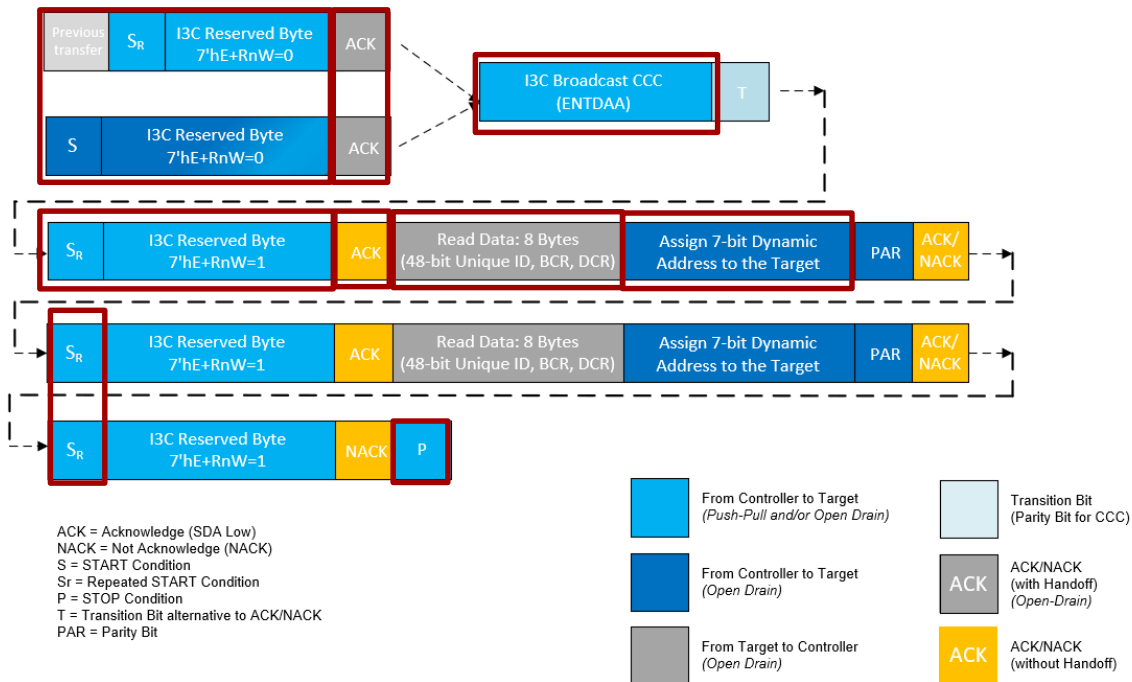 Previous
transfer
SR
I3C Reserved Byte
7'hE+RnW=0
ACK
I3C Broadcast CCC
(ENTDAA)
T
S
I3C Reserved Byte
7'hE+RnW=0
ACK
SR
I3C Reserved Byte
7'hE+RnW=1
ACK
Read Data: 8 Bytes
(48-bit Unique ID, BCR, DCR)
Assign 7-bit Dynamic
Address to the Target
PAR
ACK/
NACK
SR
I3C Reserved Byte
7'hE+RnW=1
ACK
Read Data: 8 Bytes
(48-bit Unique ID, BCR, DCR)
Assign 7-bit Dynamic
Address to the Target
PAR
ACK/
NACK
SR
I3C Reserved Byte
7'hE+RnW=1
NACK
P
ACK = Acknowledge (SDA Low)
NACK = Not Acknowledge (NACK)
S = START Condition
Sr = Repeated START Condition
P = STOP Condition
T = Transition Bit alternative to ACK/NACK
PAR = Parity Bit
From Controller to Target
(Push-Pull and/or Open Drain)
From Controller to Target
(Open Drain)
From Target to Controller
(Open Drain)
Transition Bit
(Parity Bit for CCC)
ACK
ACK/NACK
(with Handoff)
(Open-Drain)
ACK
ACK/NACK
(without Handoff)